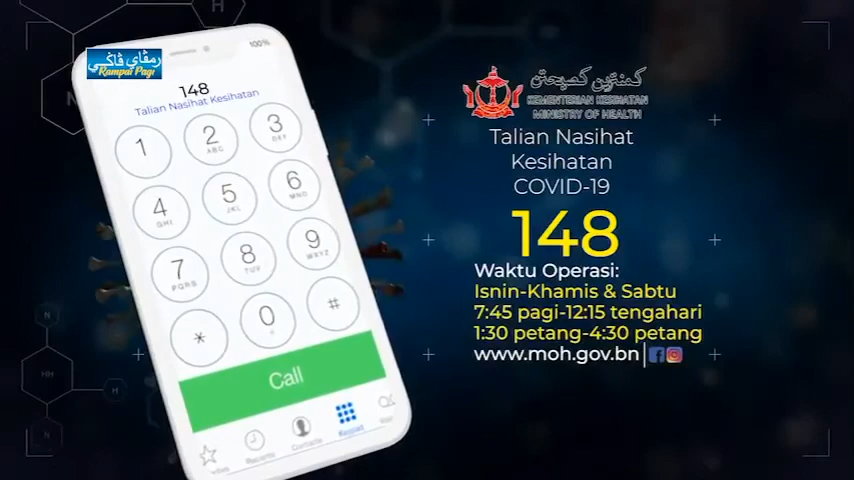 رمڤاي ڤاݢي
Rampai Pagi
100%
148
Talian Nasihat Kesihatan
1
2
ABC
3
DEF
4
GHI
5
JKL
6
MNO
7
PQRS
8
TUV
9
WXYZ
*
0
#
Call
Recents
Contacts
Keypad
كمنترين كصيحتن
KEMENTERIAN KESIHATAN
MINISTRY OF HEALTH
Talian Nasihat
Kesihatan
COVID-19
148
Waktu Operasi:
Isnin-Khamis & Sabtu
7:45 pagi-12:15 tengahari
1:30 petang-4:30 petang
www.moh.gov.bn
N
H
HN
H
N